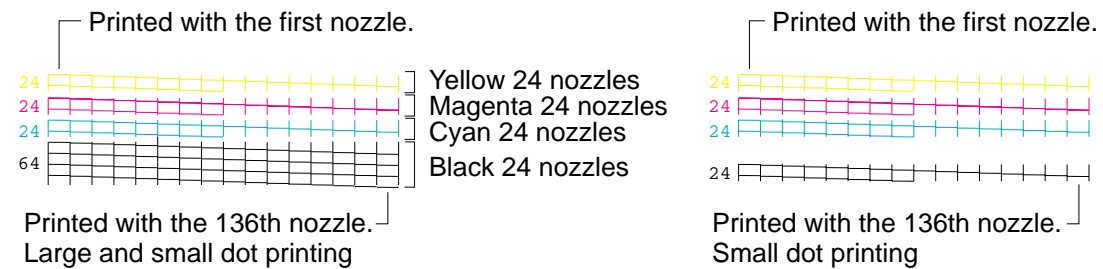 Printed with the first nozzle.
24
Yellow 24 nozzles
24
Magenta 24 nozzles
24
Cyan 24 nozzles
64
Black 24 nozzles
Printed with the 136th nozzle.
Large and small dot printing
Printed with the first nozzle.
24
24
24
24
Printed with the 136th nozzle.
Small dot printing